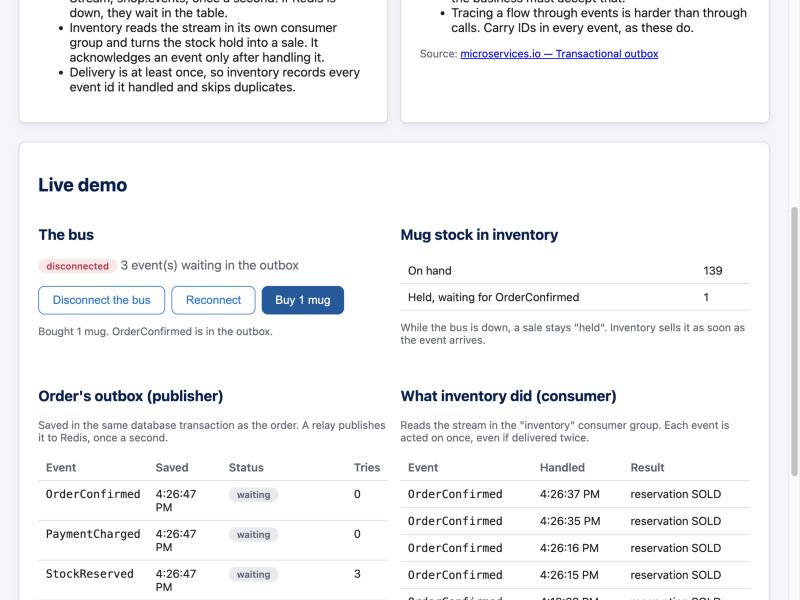 Stream, shop.events, once a second. If Redis is
down, they wait in the table.
• Inventory reads the stream in its own consumer
group and turns the stock hold into a sale. It
acknowledges an event only after handling it.
• Delivery is at least once, so inventory records every
event id it handled and skips duplicates.
the business must accept that.
• Tracing a flow through events is harder than through
calls. Carry IDs in every event, as these do.
Source: microservices.io — Transactional outbox
Live demo
The bus
disconnected 3 event(s) waiting in the outbox
Disconnect the bus Reconnect Buy 1 mug
Bought 1 mug. OrderConfirmed is in the outbox.
Mug stock in inventory
On hand 139
Held, waiting for OrderConfirmed 1
While the bus is down, a sale stays "held". Inventory sells it as soon as
the event arrives.
Order's outbox (publisher)
Saved in the same database transaction as the order. A relay publishes
it to Redis, once a second.
Event Saved Status Tries
OrderConfirmed 4:26:47 PM waiting 0
PaymentCharged 4:26:47 PM waiting 0
StockReserved 4:26:47 PM waiting 3
What inventory did (consumer)
Reads the stream in the "inventory" consumer group. Each event is
acted on once, even if delivered twice.
Event Handled Result
OrderConfirmed 4:26:37 PM reservation SOLD
OrderConfirmed 4:26:35 PM reservation SOLD
OrderConfirmed 4:26:16 PM reservation SOLD
OrderConfirmed 4:26:15 PM reservation SOLD